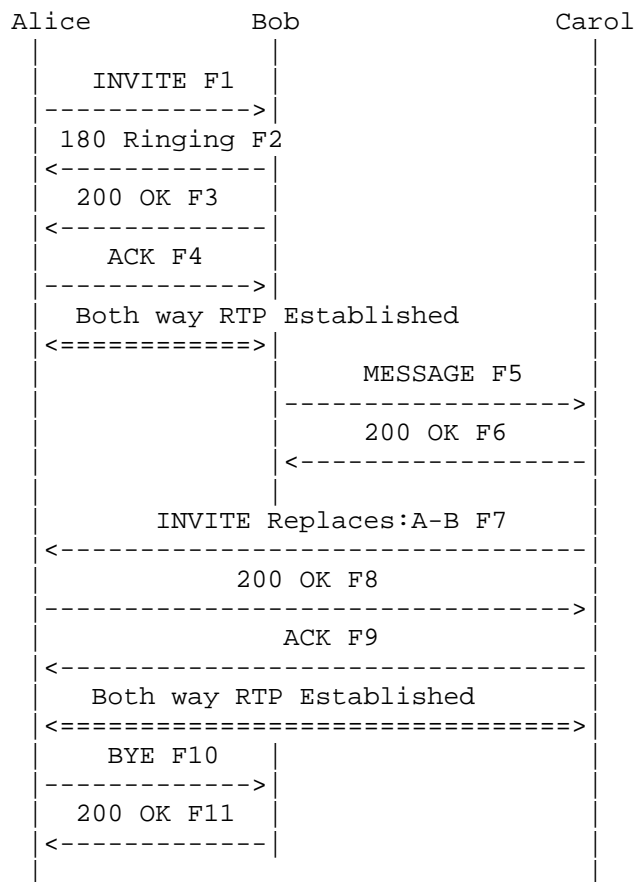 Alice Bob Carol
INVITE F1
180 Ringing F2
200 OK F3
ACK F4
Both way RTP Established
MESSAGE F5
200 OK F6
INVITE Replaces:A-B F7
200 OK F8
ACK F9
Both way RTP Established
BYE F10
200 OK F11